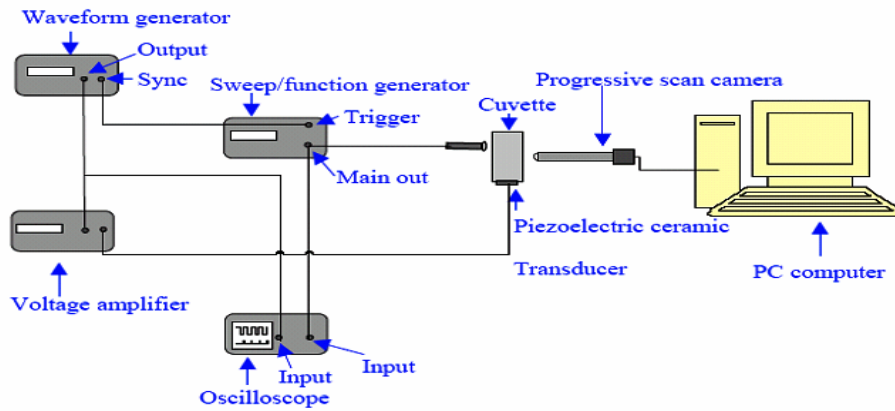 Waveform generator
Output
Sync
Sweep/function generator
Trigger
Main out
Cuvette
Progressive scan camera
Piezoelectric ceramic
Transducer
PC computer
Voltage amplifier
Input
Input
Oscilloscope